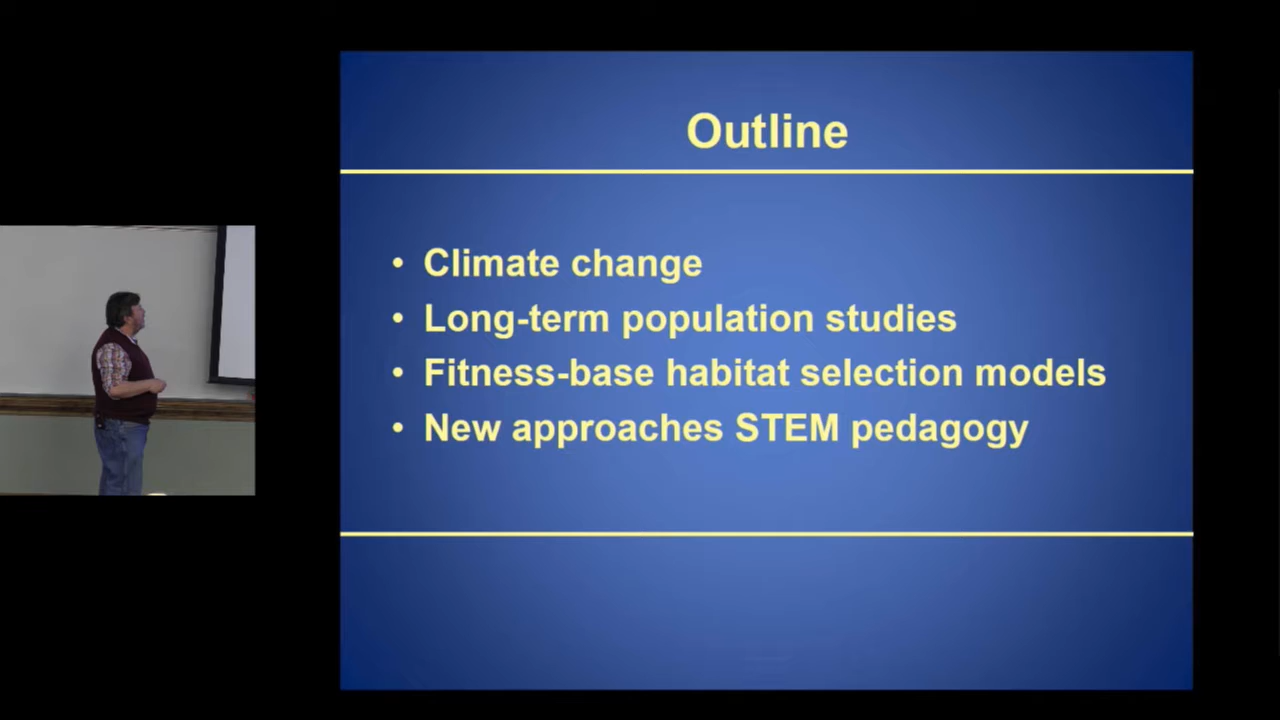 Outline
• Climate change
• Long-term population studies
• Fitness-base habitat selection models
• New approaches STEM pedagogy